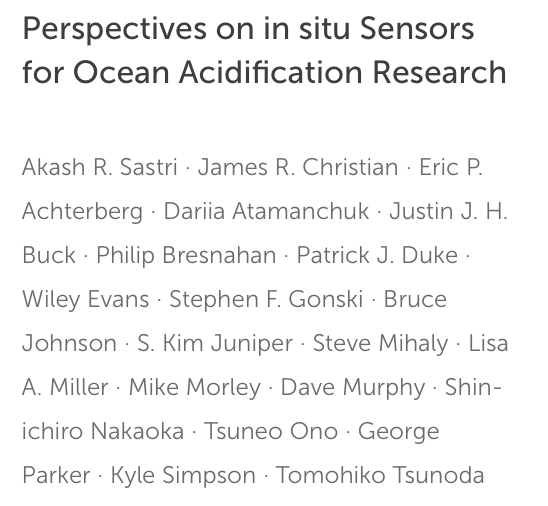 Perspectives on in situ Sensors
for Ocean Acidification Research
Akash R. Sastri · James R. Christian · Eric P.
Achterberg · Dariia Atamanchuk · Justin J. H.
Buck · Philip Bresnahan · Patrick J. Duke ·
Wiley Evans · Stephen F. Gonski · Bruce
Johnson · S. Kim Juniper · Steve Mihaly · Lisa
A. Miller · Mike Morley · Dave Murphy · Shin-
ichiro Nakaoka · Tsuneo Ono · George
Parker · Kyle Simpson · Tomohiko Tsunoda